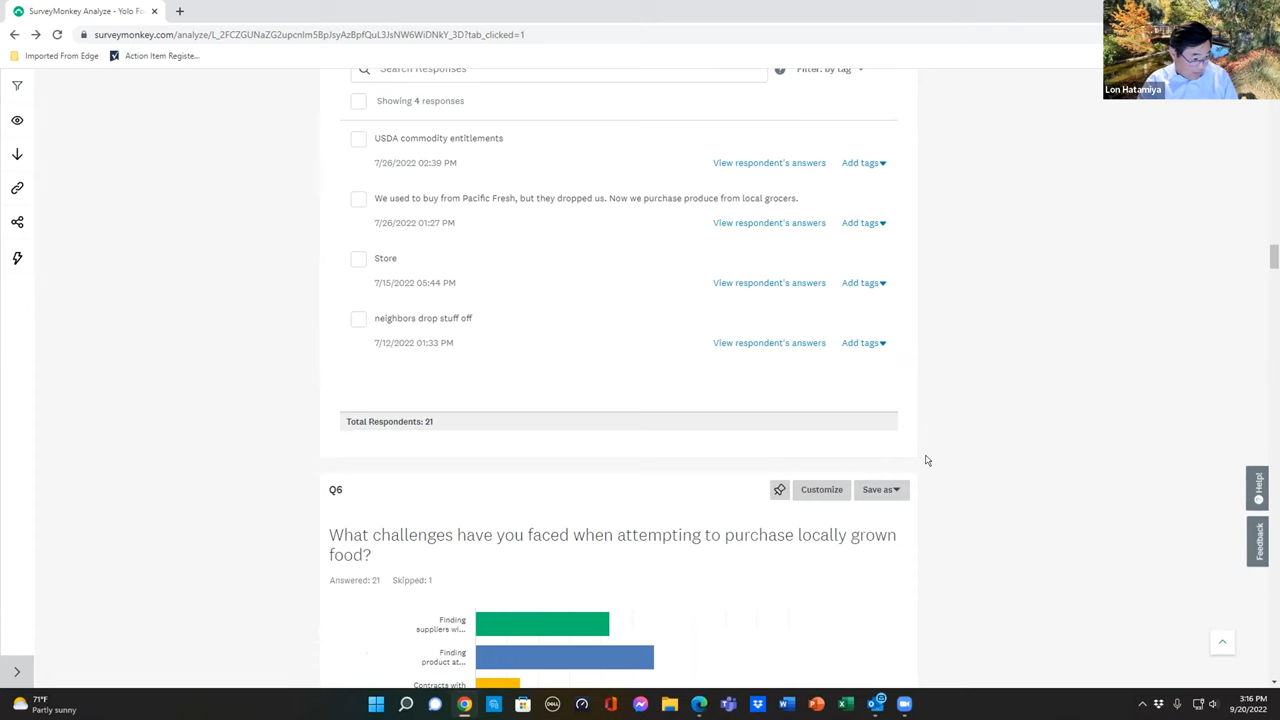 SurveyMonkey Analyze - Yolo Fo
surveymonkey.com/analyze/L_2FCZGUNaZG2upcnIm5BpJsyAzBpfQuL3JsNW6WiDNkY_3D?tab_clicked=1
Imported From Edge
Action Item Registe...
Lon Hatamiya
Search Responses
Filter: by tag
Showing 4 responses
USDA commodity entitlements
7/26/2022 02:39 PM
View respondent's answers
Add tags
We used to buy from Pacific Fresh, but they dropped us. Now we purchase produce from local grocers.
7/26/2022 01:27 PM
View respondent's answers
Add tags
Store
7/15/2022 05:44 PM
View respondent's answers
Add tags
neighbors drop stuff off
7/12/2022 01:33 PM
View respondent's answers
Add tags
Total Respondents: 21
Q6
Customize
Save as
What challenges have you faced when attempting to purchase locally grown
food?
Answered: 21 Skipped: 1
Finding
suppliers wi...
Finding
product at...
Contracts with
Help!
Feedback
71°F
Partly sunny
DELL
3:16 PM
9/20/2022